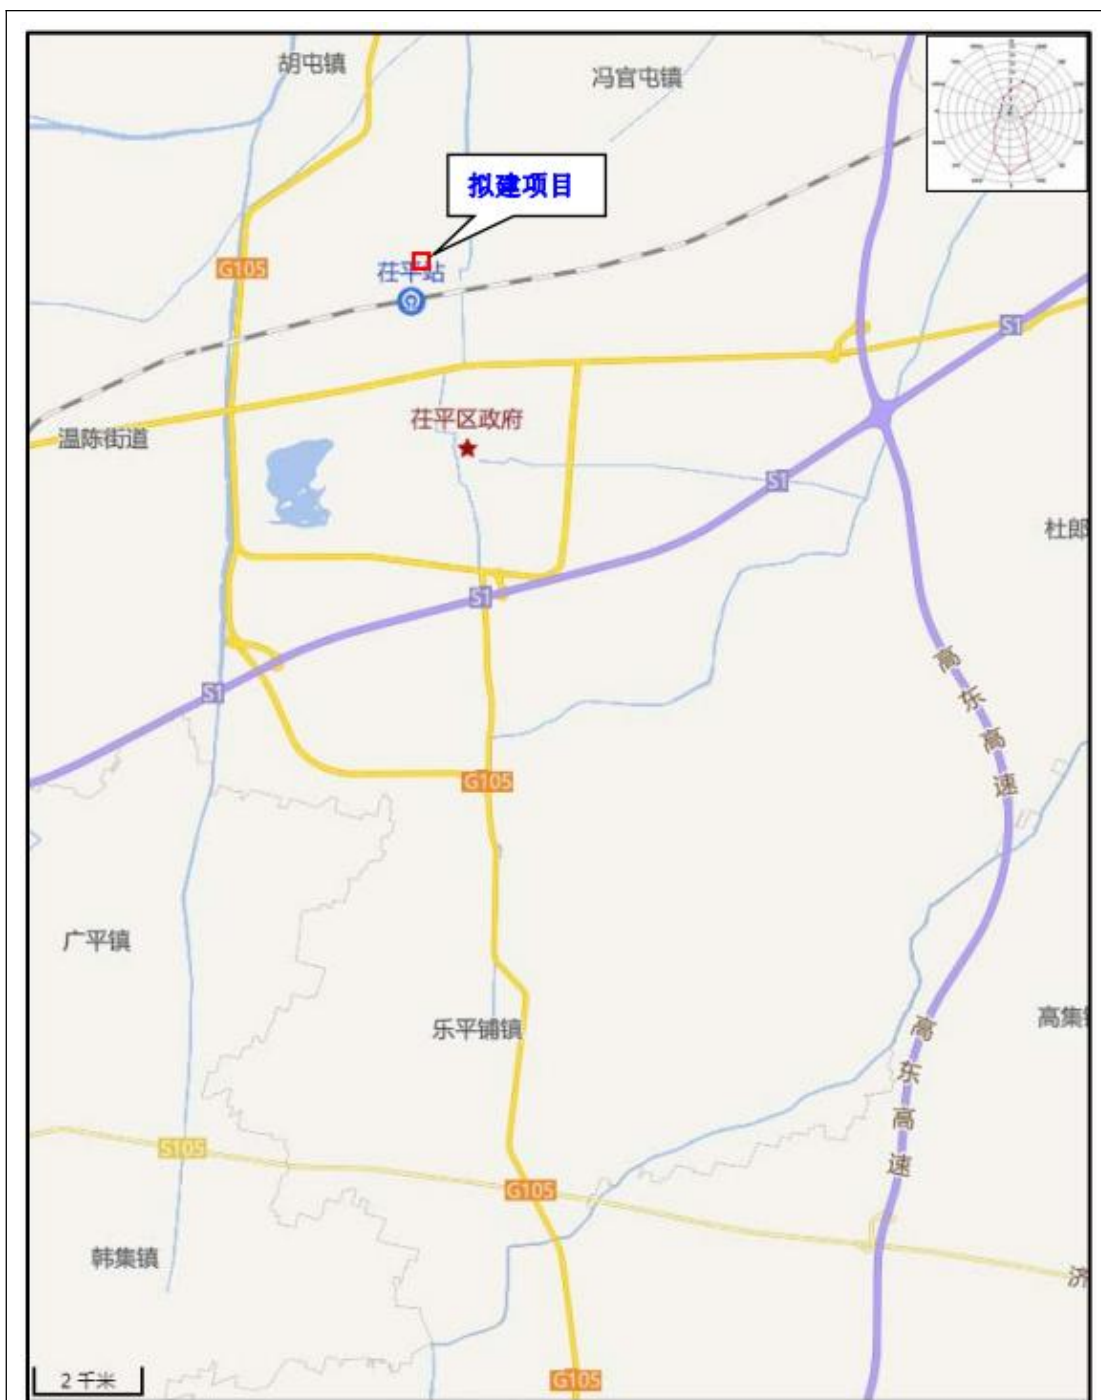 胡屯镇
冯官屯镇
拟建项目
G105
茌平站
S1
茌平区政府
温陈街道
S1
杜郎
S1
高东高速
S1
G105
广平镇
乐平铺镇
高集
高东高速
S105
G105
韩集镇
济
2 千米
G105